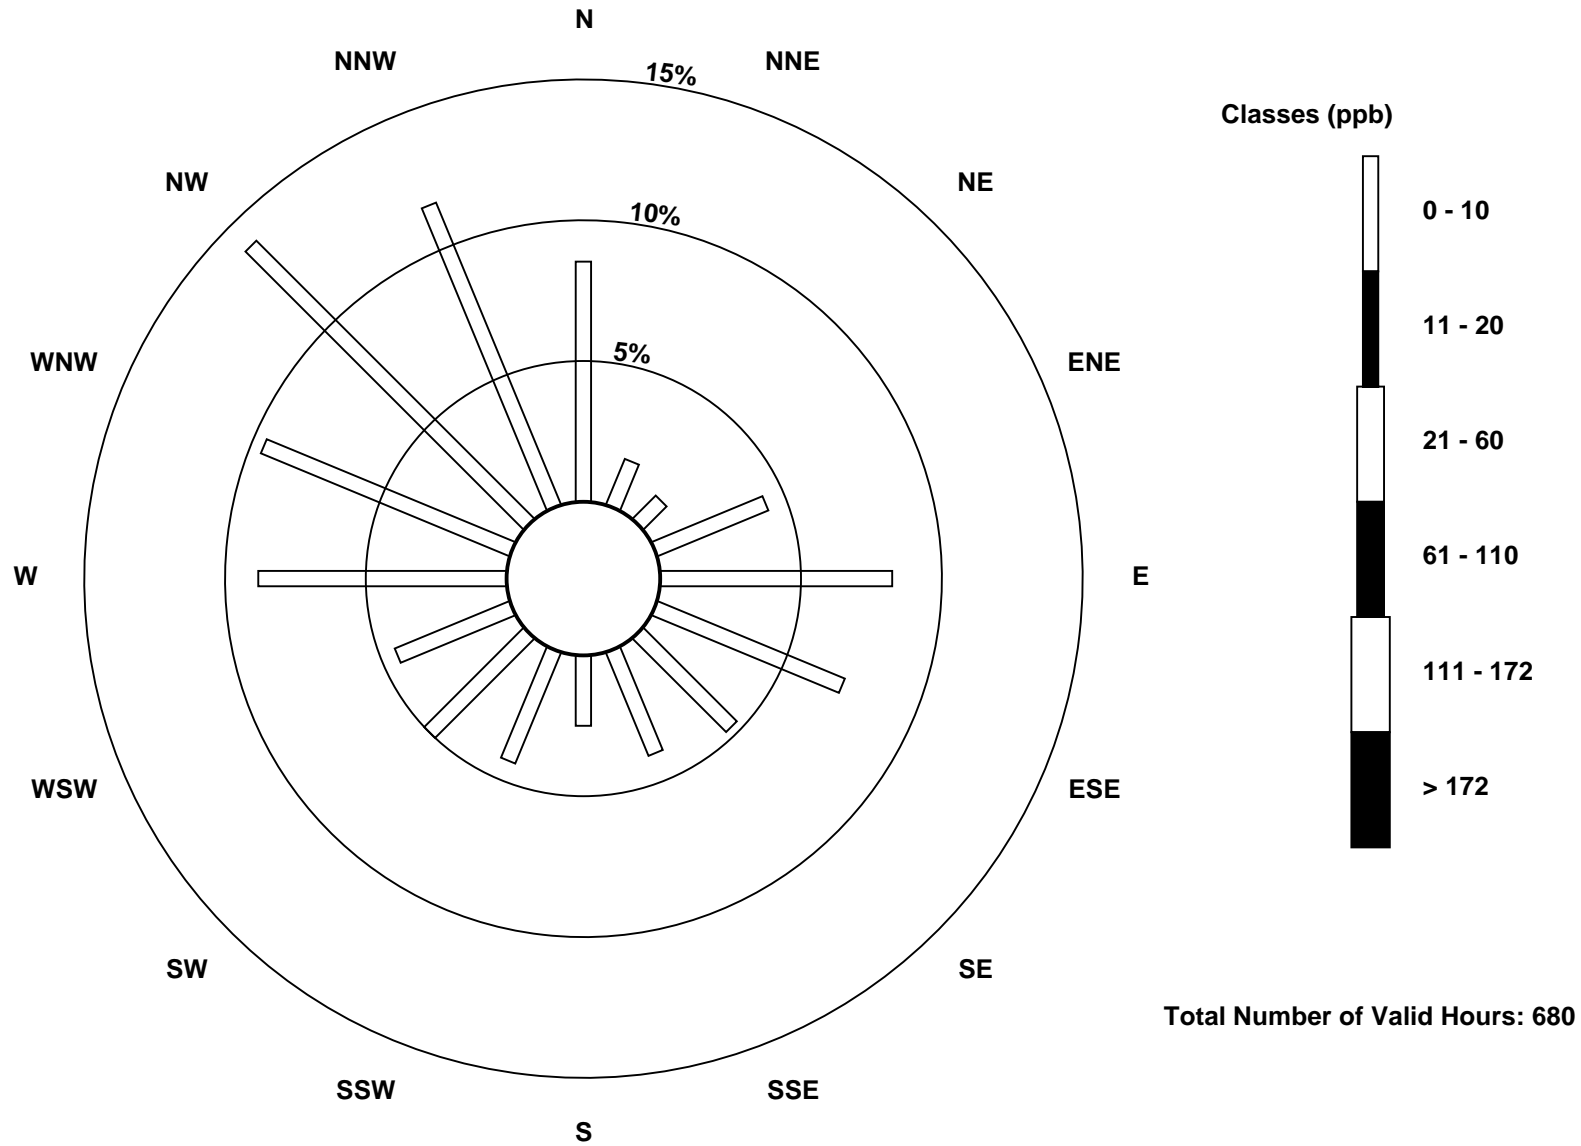 N
NNW
NNE
15%
Classes (ppb)
NW
NE
0 - 10
10%
11 - 20
5%
WNW
ENE
21 - 60
61 - 110
W
E
111 - 172
WSW
ESE
> 172
SW
SE
Total Number of Valid Hours: 680
SSW
SSE
S